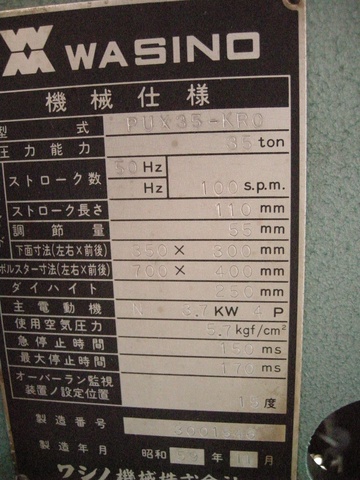 WASINO
機械仕様
型式 PUX35-KRO
圧力能力 35 ton
ストローク数 50 Hz
Hz 100 s.p.m.
ストローク長さ 110 mm
調節量 55 mm
下面寸法(左右×前後) 350 × 300 mm
ボルスター寸法(左右×前後) 700 × 400 mm
ダイハイト 250 mm
主電動機 3.7 KW 4 P
使用空気圧力 5.7 kgf/cm²
急停止時間 150 ms
最大停止時間 170 ms
オーバーラン監視
装置ノ設定位置 15 度
製造番号
製造年月 昭和 年 11 月
ワシノ機械株式会社